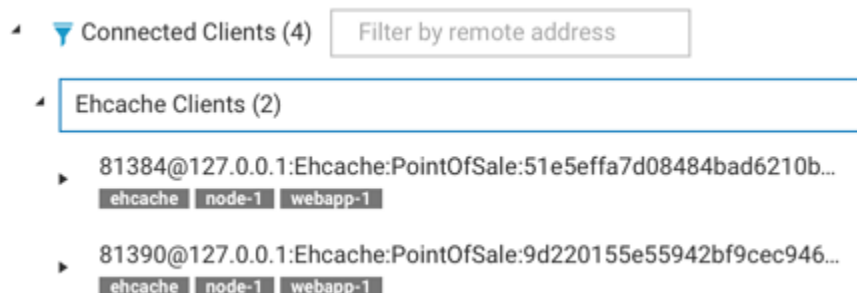 Connected Clients (4) Filter by remote address
Ehcache Clients (2)
81384@127.0.0.1:Ehcache:PointOfSale:51e5effa7d08484bad6210b...
ehcache node-1 webapp-1
81390@127.0.0.1:Ehcache:PointOfSale:9d220155e55942bf9cec946...
ehcache node-1 webapp-1